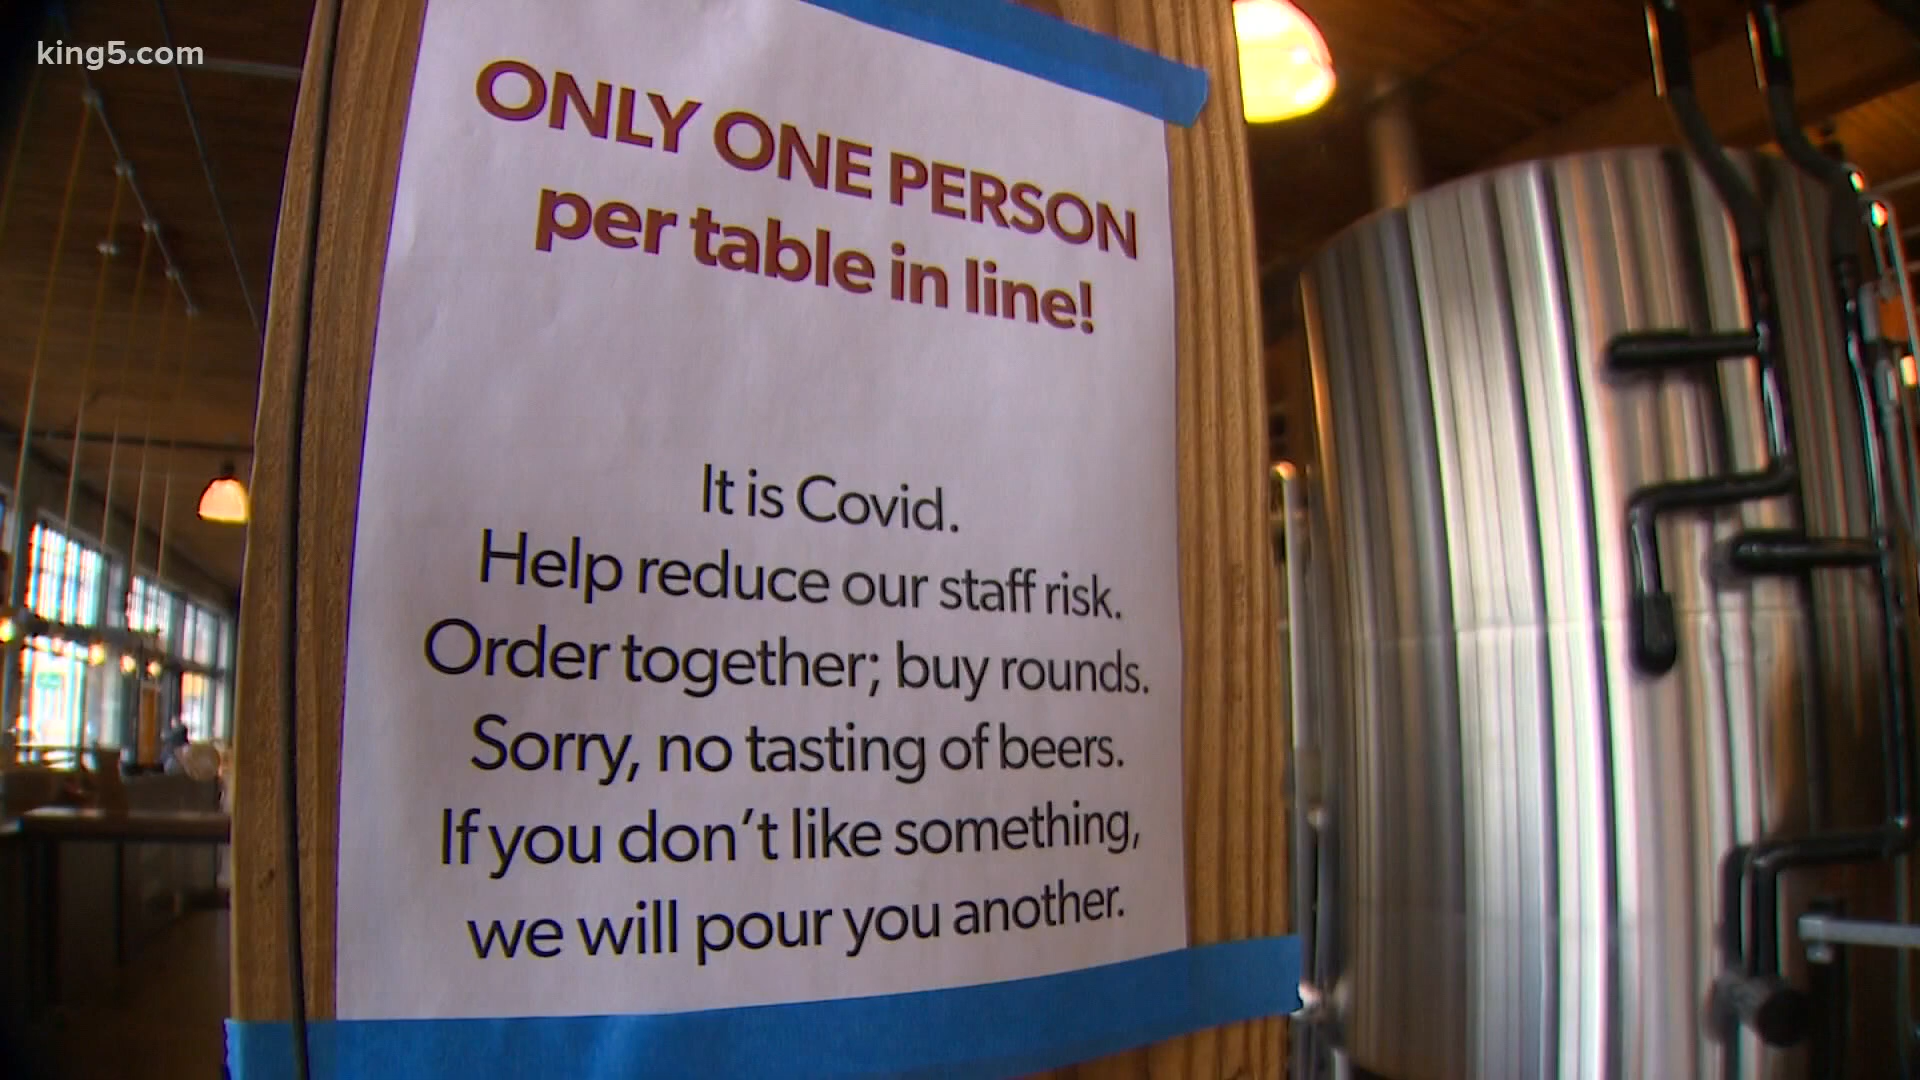 king5.com
ONLY ONE PERSON
per table in line!
It is Covid.
Help reduce our staff risk.
Order together; buy rounds.
Sorry, no tasting of beers.
If you don't like something,
we will pour you another.